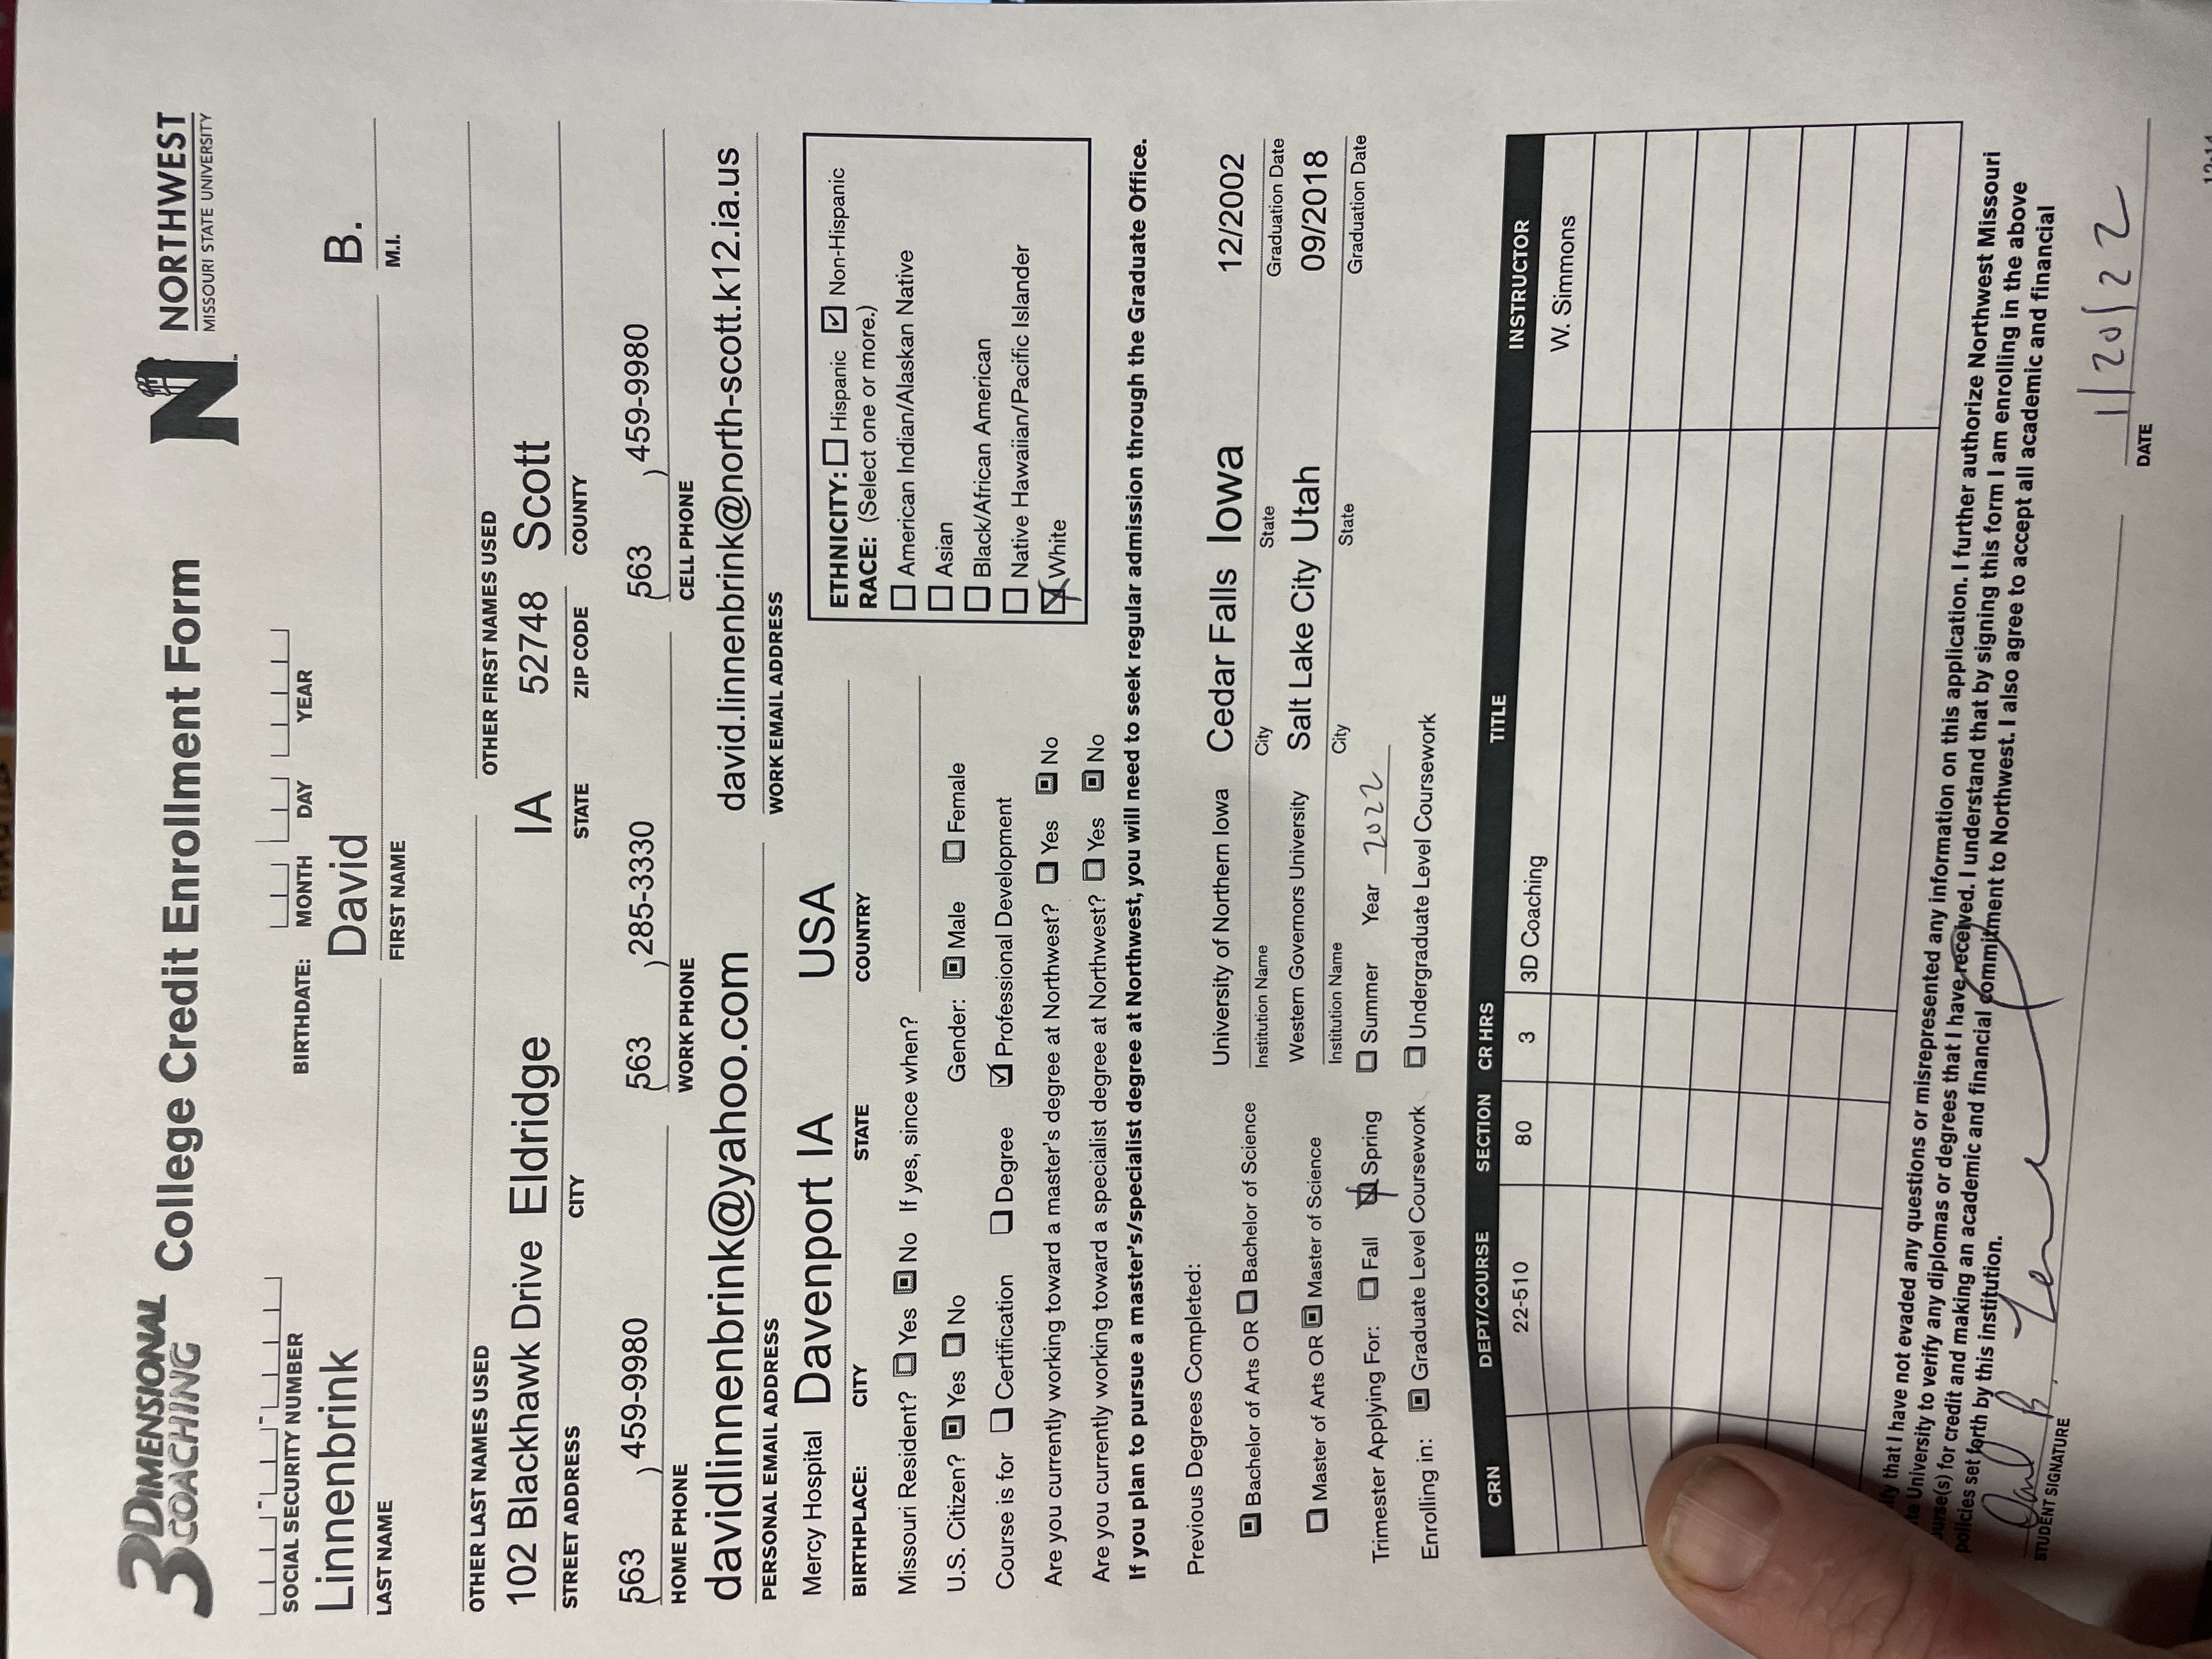 3 DIMENSIONAL COACHING College Credit Enrollment Form N NORTHWEST MISSOURI STATE UNIVERSITY
SOCIAL SECURITY NUMBER BIRTHDATE: MONTH DAY YEAR
Linnenbrink David B.
LAST NAME FIRST NAME M.I.
OTHER LAST NAMES USED OTHER FIRST NAMES USED
102 Blackhawk Drive Eldridge IA 52748 Scott
STREET ADDRESS CITY STATE ZIP CODE COUNTY
(563 ) 459-9980 (563 ) 285-3330 (563 ) 459-9980
HOME PHONE WORK PHONE CELL PHONE
davidlinnenbrink@yahoo.com david.linnenbrink@north-scott.k12.ia.us
PERSONAL EMAIL ADDRESS WORK EMAIL ADDRESS
Mercy Hospital Davenport IA USA
BIRTHPLACE: CITY STATE COUNTRY
ETHNICITY: Hispanic Non-Hispanic
RACE: (Select one or more.)
American Indian/Alaskan Native
Asian
Black/African American
Native Hawaiian/Pacific Islander
White
Missouri Resident? Yes No If yes, since when?
U.S. Citizen? Yes No Gender: Male Female
Course is for Certification Degree Professional Development
Are you currently working toward a master's degree at Northwest? Yes No
Are you currently working toward a specialist degree at Northwest? Yes No
If you plan to pursue a master's/specialist degree at Northwest, you will need to seek regular admission through the Graduate Office.
Previous Degrees Completed:
University of Northern Iowa Cedar Falls Iowa 12/2002
Bachelor of Arts OR Bachelor of Science Institution Name City State Graduation Date
Western Governors University Salt Lake City Utah 09/2018
Master of Arts OR Master of Science Institution Name City State Graduation Date
Trimester Applying For: Fall Spring Summer Year 2022
Enrolling in: Graduate Level Coursework Undergraduate Level Coursework
CRN DEPT/COURSE SECTION CR HRS TITLE INSTRUCTOR
22-510 80 3 3D Coaching W. Simmons
that I have not evaded any questions or misrepresented any information on this application. I further authorize Northwest Missouri
University to verify any diplomas or degrees that I have received. I understand that by signing this form I am enrolling in the above
for credit and making an academic and financial commitment to Northwest. I also agree to accept all academic and financial
policies set forth by this institution.
STUDENT SIGNATURE
1/20/22
DATE